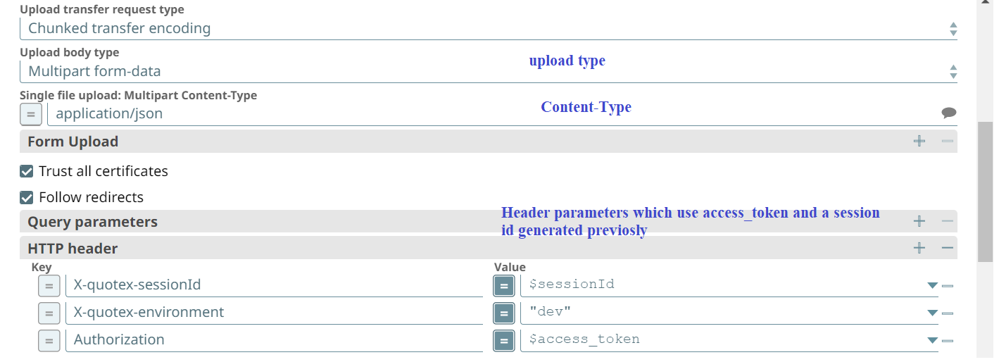 Upload transfer request type
Chunked transfer encoding
Upload body type
Multipart form-data
upload type
Single file upload: Multipart Content-Type
= application/json
Content-Type
Form Upload
Trust all certificates
Follow redirects
Query parameters
Header parameters which use access_token and a session
id generated previosly
HTTP header
Key Value
= X-quotex-sessionId = $sessionId
= X-quotex-environment = "dev"
= Authorization = $access_token